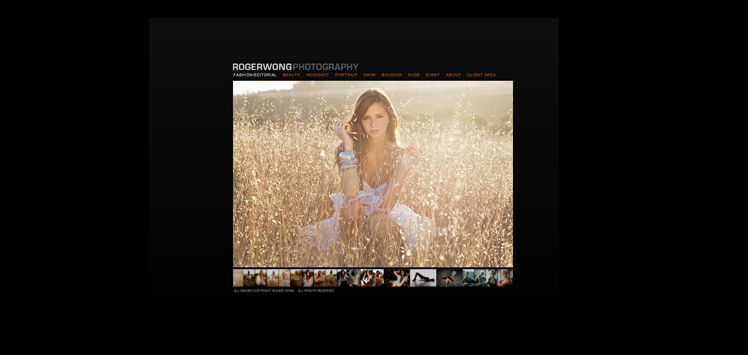 ROGERWONGPHOTOGRAPHY
FASHION/EDITORIAL BEAUTY HEADSHOT PORTRAIT SWIM BOUDOIR NUDE EVENT ABOUT CLIENT AREA
ALL IMAGES COPYRIGHT ROGER WONG ALL RIGHTS RESERVED